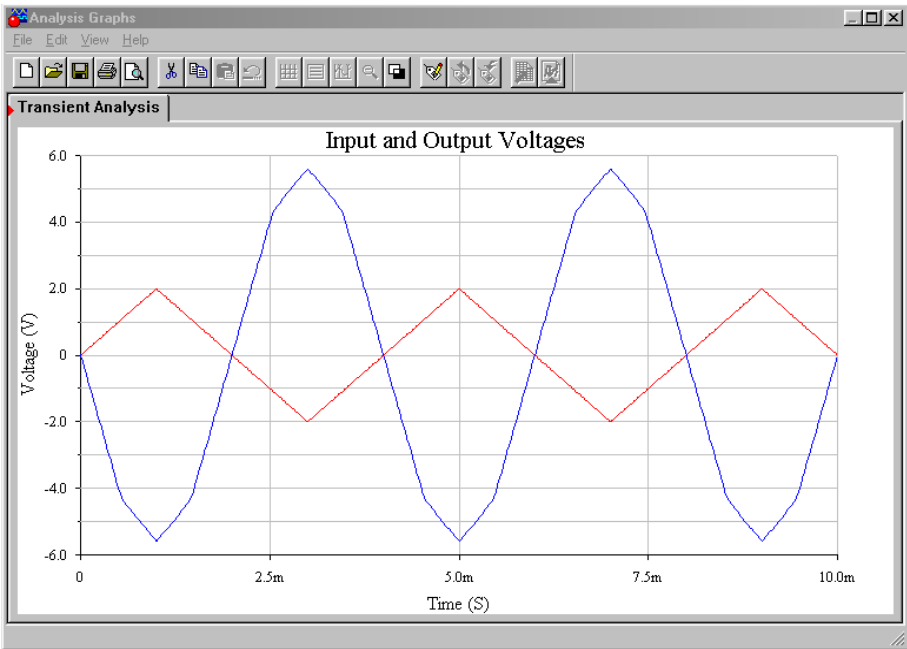 Analysis Graphs
File Edit View Help
Transient Analysis
Input and Output Voltages
6.0
4.0
2.0
0
-2.0
-4.0
-6.0
Voltage (V)
0 2.5m 5.0m 7.5m 10.0m
Time (S)